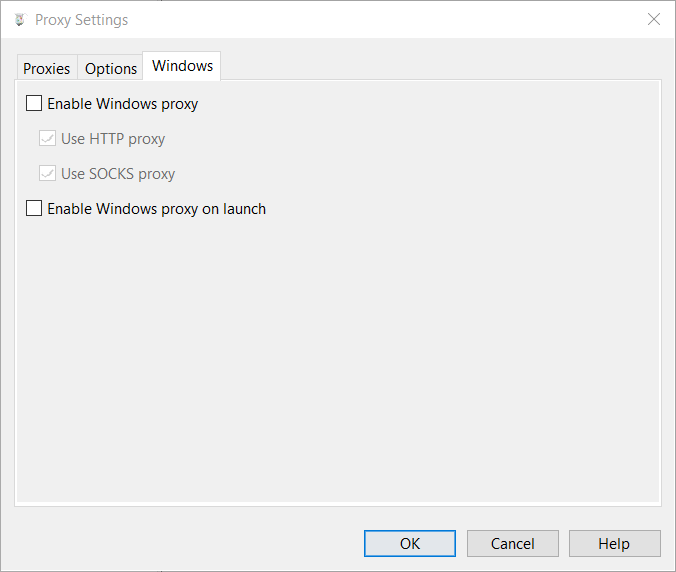 Proxy Settings
Proxies Options Windows
Enable Windows proxy
Use HTTP proxy
Use SOCKS proxy
Enable Windows proxy on launch
OK Cancel Help